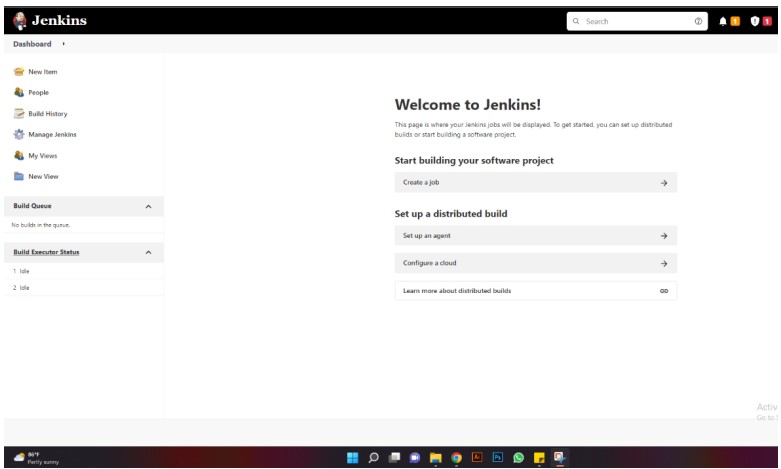 Jenkins
Search
1
1
Dashboard
New Item
People
Build History
Manage Jenkins
My Views
New View
Build Queue
No builds in the queue.
Build Executor Status
1 Idle
2 Idle
Welcome to Jenkins!
This page is where your Jenkins jobs will be displayed. To get started, you can set up distributed
builds or start building a software project.
Start building your software project
Create a job
Set up a distributed build
Set up an agent
Configure a cloud
Learn more about distributed builds
Activ
Go to S
86°F
Partly sunny
Ai
Ps